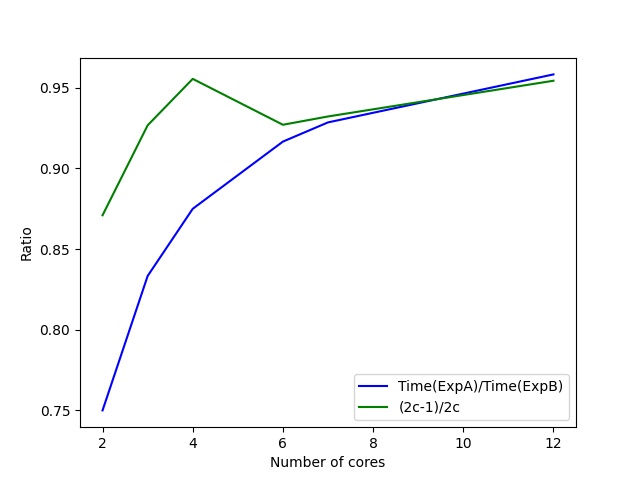 0.95
0.90
0.85
0.80
0.75
Ratio
2
4
6
8
10
12
Number of cores
Time(ExpA)/Time(ExpB)
(2c-1)/2c